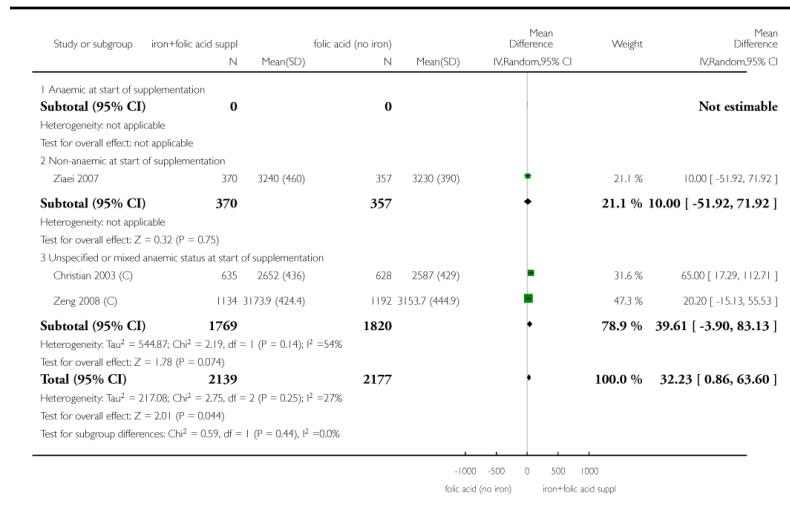 Study or subgroup iron+folic acid suppl folic acid (no iron) Mean Difference Weight Mean Difference
N Mean(SD) N Mean(SD) IV,Random,95% CI IV,Random,95% CI
1 Anaemic at start of supplementation
Subtotal (95% CI) 0 0 Not estimable
Heterogeneity: not applicable
Test for overall effect: not applicable
2 Non-anaemic at start of supplementation
Ziaei 2007 370 3240 (460) 357 3230 (390) 21.1 % 10.00 [ -51.92, 71.92 ]
Subtotal (95% CI) 370 357 21.1 % 10.00 [ -51.92, 71.92 ]
Heterogeneity: not applicable
Test for overall effect: Z = 0.32 (P = 0.75)
3 Unspecified or mixed anaemic status at start of supplementation
Christian 2003 (C) 635 2652 (436) 628 2587 (429) 31.6 % 65.00 [ 17.29, 112.71 ]
Zeng 2008 (C) 1134 3173.9 (424.4) 1192 3153.7 (444.9) 47.3 % 20.20 [ -15.13, 55.53 ]
Subtotal (95% CI) 1769 1820 78.9 % 39.61 [ -3.90, 83.13 ]
Heterogeneity: Tau² = 544.87; Chi² = 2.19, df = 1 (P = 0.14); I² =54%
Test for overall effect: Z = 1.78 (P = 0.074)
Total (95% CI) 2139 2177 100.0 % 32.23 [ 0.86, 63.60 ]
Heterogeneity: Tau² = 217.08; Chi² = 2.75, df = 2 (P = 0.25); I² =27%
Test for overall effect: Z = 2.01 (P = 0.044)
Test for subgroup differences: Chi² = 0.59, df = 1 (P = 0.44), I² =0.0%
-1000 -500 0 500 1000
folic acid (no iron) iron+folic acid suppl